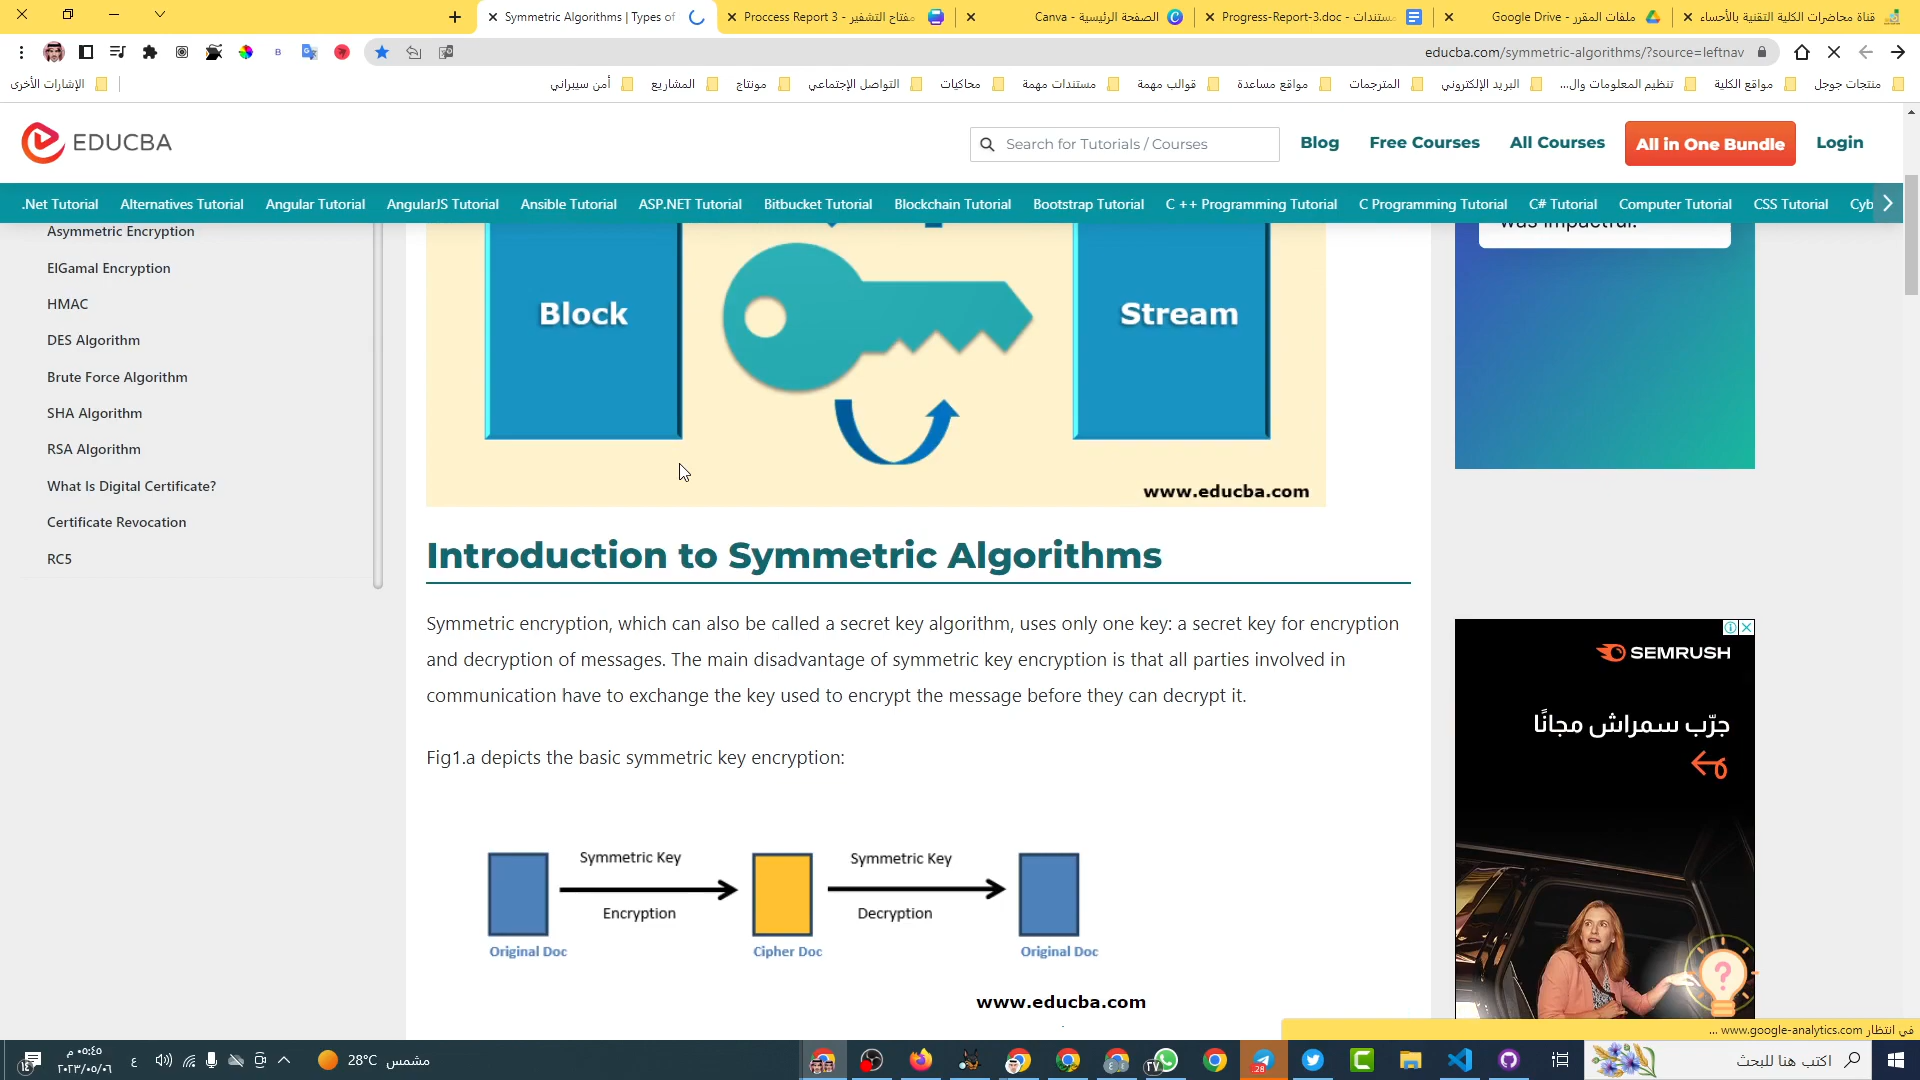 Symmetric Algorithms | Types of
Proccess Report 3 - مفتاح التشفير
الصفحة الرئيسية - Canva
Progress-Report-3.doc - مستندات
ملفات المقرر - Google Drive
قناة محاضرات الكلية التقنية بالأحساء
educba.com/symmetric-algorithms/?source=leftnav
منتجات جوجل
مواقع الكلية
تنظيم المعلومات وال...
البريد الإلكتروني
المترجمات
مواقع مساعدة
قوالب مهمة
مستندات مهمة
محاكيات
التواصل الإجتماعي
مونتاج
المشاريع
أمن سيبراني
الإشارات الأخرى
EDUCBA
Search for Tutorials / Courses
Blog
Free Courses
All Courses
All in One Bundle
Login
.Net Tutorial
Alternatives Tutorial
Angular Tutorial
AngularJS Tutorial
Ansible Tutorial
ASP.NET Tutorial
Bitbucket Tutorial
Blockchain Tutorial
Bootstrap Tutorial
C ++ Programming Tutorial
C Programming Tutorial
C# Tutorial
Computer Tutorial
CSS Tutorial
Cyb
Asymmetric Encryption
ElGamal Encryption
HMAC
DES Algorithm
Brute Force Algorithm
SHA Algorithm
RSA Algorithm
What Is Digital Certificate?
Certificate Revocation
RC5
Block
Stream
www.educba.com
was impactful.
Introduction to Symmetric Algorithms
Symmetric encryption, which can also be called a secret key algorithm, uses only one key: a secret key for encryption
and decryption of messages. The main disadvantage of symmetric key encryption is that all parties involved in
communication have to exchange the key used to encrypt the message before they can decrypt it.
Fig1.a depicts the basic symmetric key encryption:
Symmetric Key
Symmetric Key
Encryption
Decryption
Original Doc
Cipher Doc
Original Doc
www.educba.com
SEMRUSH
جرّب سمراش مجانًا
في انتظار www.google-analytics.com ...
٠٥:٤٥ م
٢٠٢٣/٠٥/٠٦
ع
28°C مشمس
٢٧
28
اكتب هنا للبحث